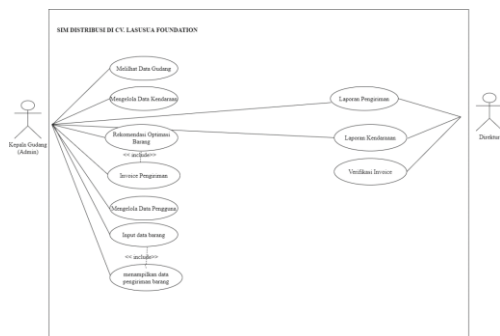 SIM DISTRIBUSI DI CV. LASUSUA FOUNDATION
Melihat Data Gudang
Mengelola Data Kendaraan
Rekomendasi Optimasi
Barang
<< include>>
Invoice Pengiriman
Mengelola Data Pengguna
Input data barang
<< include>>
menampilkan data
pengiriman barang
Kepala Gudang
(Admin)
Laporan Pengiriman
Laporan Kendaraan
Verifikasi Invoice
Direktur